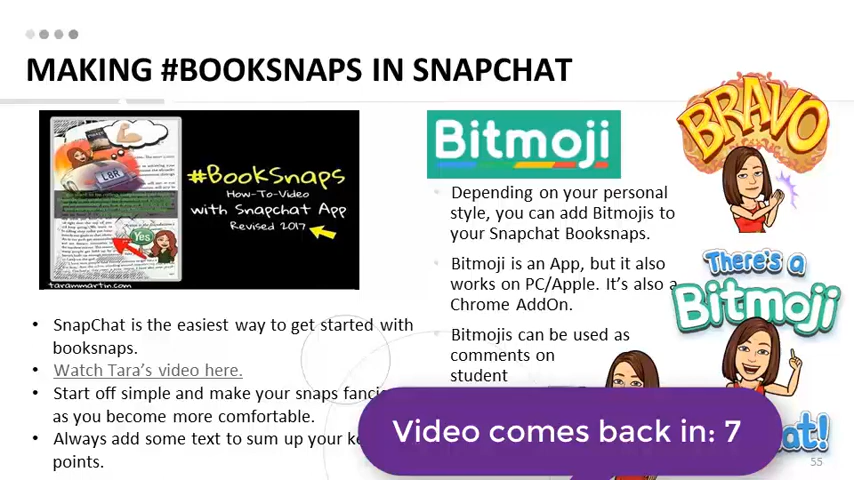 MAKING #BOOKSNAPS IN SNAPCHAT
L8R
Yes
#BookSnaps
How-To-Video
with Snapchat App
Revised 2017
tarammartin.com
• SnapChat is the easiest way to get started with
booksnaps.
• Watch Tara's video here.
• Start off simple and make your snaps fancier
as you become more comfortable.
• Always add some text to sum up your
points.
Bitmoji
Depending on your personal
style, you can add Bitmojis to
your Snapchat Booksnaps.
Bitmoji is an App, but it also
works on PC/Apple. It's also a
Chrome AddOn.
Bitmojis can be used as
comments on
student
BRAVO
There's a
Bitmoji
Video comes back in: 7
55